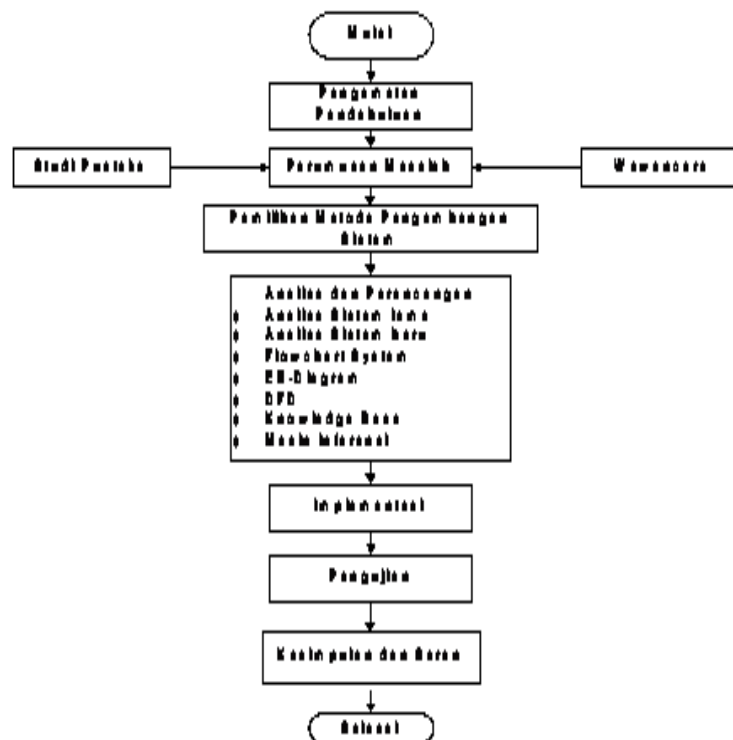 Mulai
Pengamatan
Pendahuluan
Studi Pustaka
Perumusan Masalah
Wawancara
Pemilihan Metode Pengembangan
Sistem
Analisa dan Perancangan
Analisa Sistem lama
Analisa Sistem baru
Flowchart System
ER-Diagram
DFD
Knowledge Base
Mesin Inferensi
Implementasi
Pengujian
Kesimpulan dan Saran
Selesai